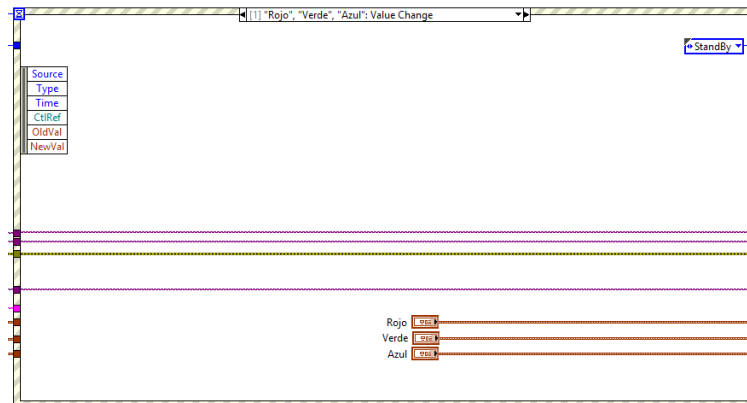 [1] "Rojo", "Verde", "Azul": Value Change
StandBy
Source
Type
Time
CtlRef
OldVal
NewVal
Rojo
Verde
Azul